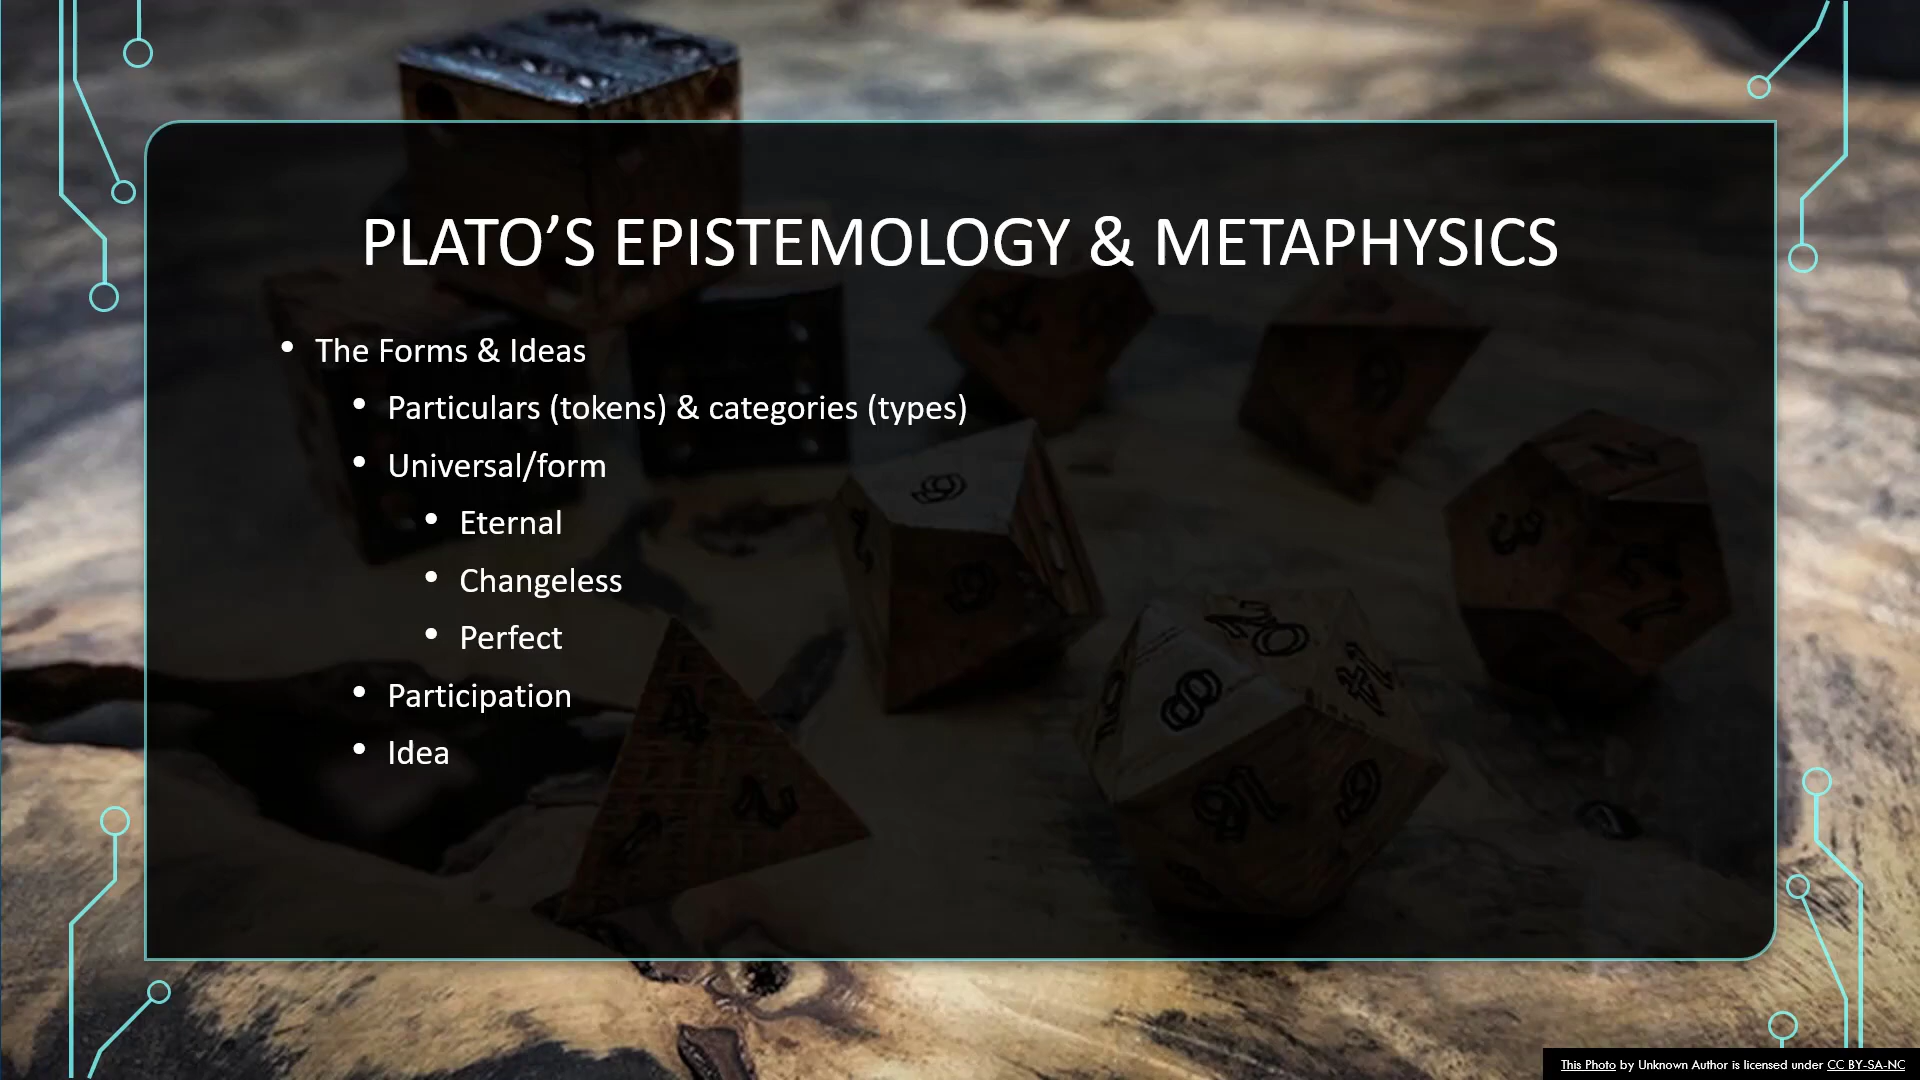 PLATO’S EPISTEMOLOGY & METAPHYSICS
• The Forms & Ideas
• Particulars (tokens) & categories (types)
• Universal/form
• Eternal
• Changeless
• Perfect
• Participation
• Idea
This Photo by Unknown Author is licensed under CC BY-SA-NC